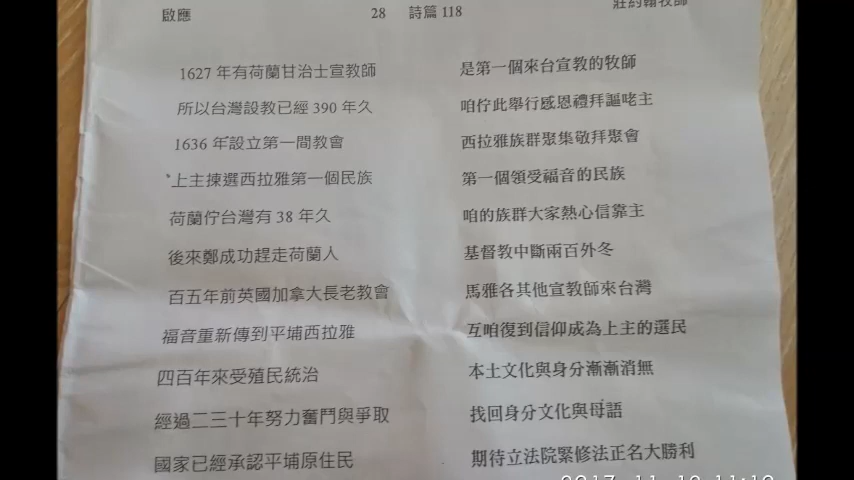 啟應 28 詩篇 118 莊約翰牧師
1627 年有荷蘭甘治士宣教師 是第一個來台宣教的牧師
所以台灣設教已經 390 年久 咱佇此舉行感恩禮拜謳咾主
1636 年設立第一間教會 西拉雅族群聚集敬拜聚會
上主揀選西拉雅第一個民族 第一個領受福音的民族
荷蘭佇台灣有 38 年久 咱的族群大家熱心信靠主
後來鄭成功趕走荷蘭人 基督教中斷兩百外冬
百五年前英國加拿大長老教會 馬雅各其他宣教師來台灣
福音重新傳到平埔西拉雅 互咱復到信仰成為上主的選民
四百年來受殖民統治 本土文化與身分漸漸消無
經過二三十年努力奮鬥與爭取 找回身分文化與母語
國家已經承認平埔原住民 期待立法院緊修法正名大勝利